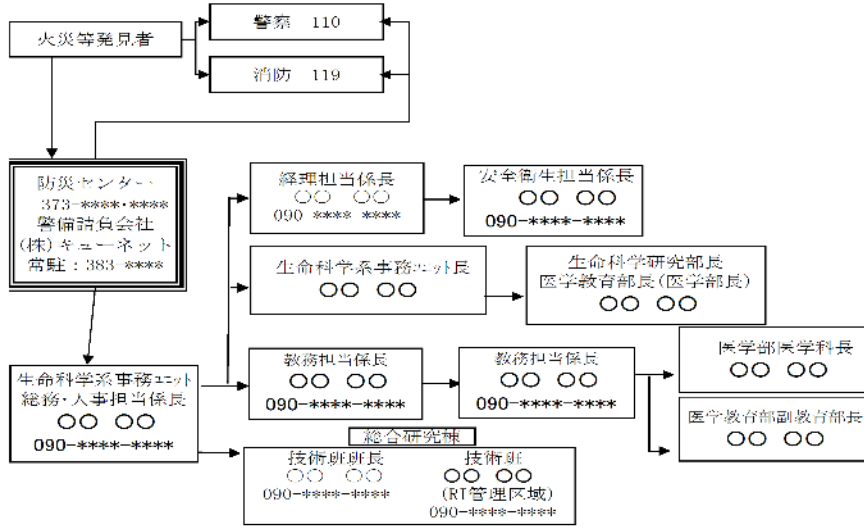 火災等発見者
警察 110
消防 119
防災センター
373-****・****
警備請負会社
(株)キューネット
常駐：383-****
経理担当係長
○○ ○○
090-****-****
安全衛生担当係長
○○ ○○
090-****-****
生命科学系事務ユニット長
○○ ○○
生命科学研究部長
医学教育部長(医学部長)
○○ ○○
生命科学系事務ユニット
総務・人事担当係長
○○ ○○
090-****-****
教務担当係長
○○ ○○
090-****-****
教務担当係長
○○ ○○
090-****-****
医学部医学科長
○○ ○○
医学教育部副教育部長
○○ ○○
総合研究棟
技術班班長
○○ ○○
090-****-****
技術班
○○ ○○
(RI管理区域)
090-****-****